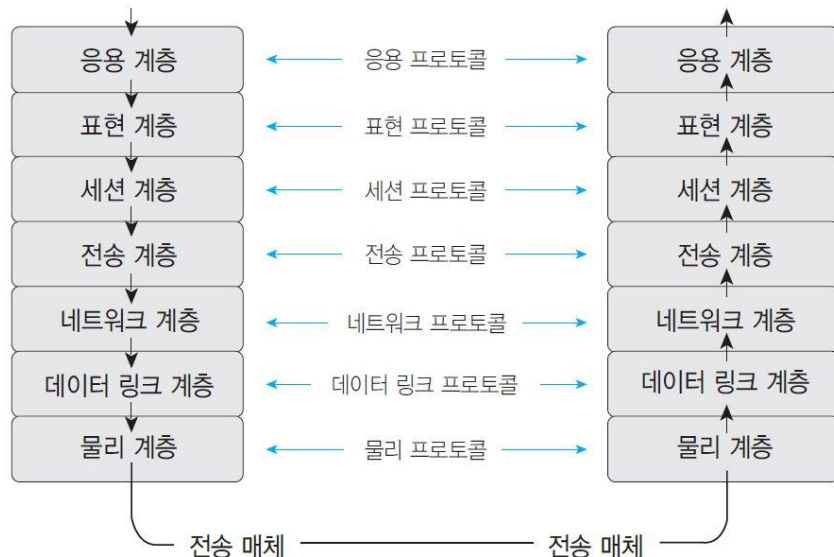 응용 계층 응용 프로토콜 응용 계층
표현 계층 표현 프로토콜 표현 계층
세션 계층 세션 프로토콜 세션 계층
전송 계층 전송 프로토콜 전송 계층
네트워크 계층 네트워크 프로토콜 네트워크 계층
데이터 링크 계층 데이터 링크 프로토콜 데이터 링크 계층
물리 계층 물리 프로토콜 물리 계층
전송 매체 전송 매체